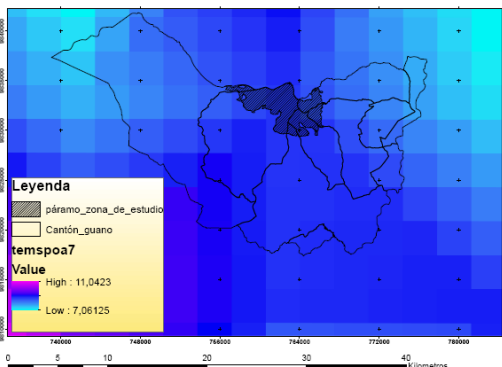 Leyenda
páramo_zona_de_estudio
Cantón_guano
temspoa7
Value
High : 11,0423
Low : 7,06125
740000 748000 756000 764000 772000 780000
0 5 10 20 30 40
Kilometros